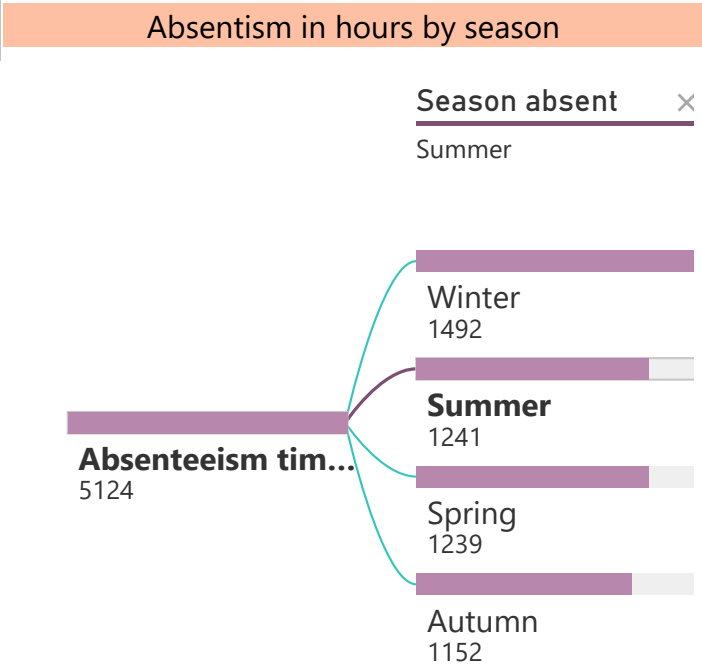 Absentism in hours by season
Season absent
Summer
Winter
1492
Summer
1241
Absenteeism tim...
5124
Spring
1239
Autumn
1152